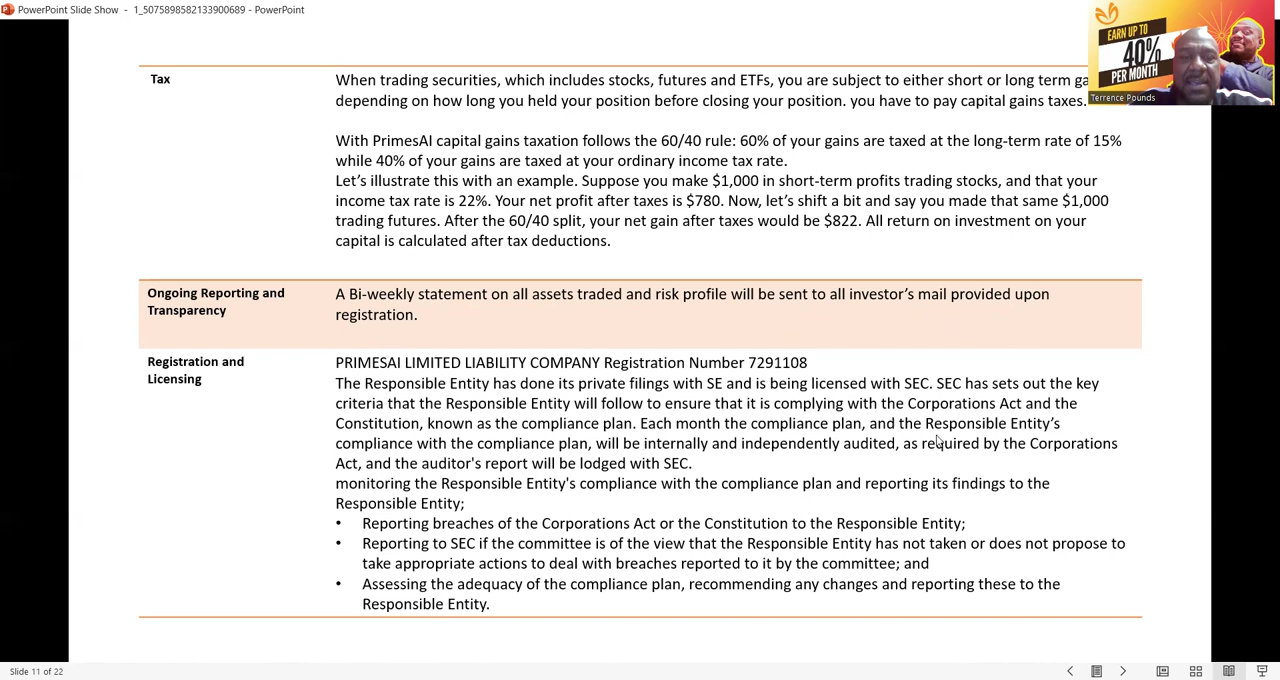 PowerPoint Slide Show - 1_5075898582133900689 - PowerPoint
EARN UP TO
40%
PER MONTH
Terrence Pounds
Tax
When trading securities, which includes stocks, futures and ETFs, you are subject to either short or long term ga
depending on how long you held your position before closing your position. you have to pay capital gains taxes.
With PrimesAI capital gains taxation follows the 60/40 rule: 60% of your gains are taxed at the long-term rate of 15%
while 40% of your gains are taxed at your ordinary income tax rate.
Let's illustrate this with an example. Suppose you make $1,000 in short-term profits trading stocks, and that your
income tax rate is 22%. Your net profit after taxes is $780. Now, let's shift a bit and say you made that same $1,000
trading futures. After the 60/40 split, your net gain after taxes would be $822. All return on investment on your
capital is calculated after tax deductions.
Ongoing Reporting and
Transparency
A Bi-weekly statement on all assets traded and risk profile will be sent to all investor's mail provided upon
registration.
Registration and
Licensing
PRIMESAI LIMITED LIABILITY COMPANY Registration Number 7291108
The Responsible Entity has done its private filings with SE and is being licensed with SEC. SEC has sets out the key
criteria that the Responsible Entity will follow to ensure that it is complying with the Corporations Act and the
Constitution, known as the compliance plan. Each month the compliance plan, and the Responsible Entity's
compliance with the compliance plan, will be internally and independently audited, as required by the Corporations
Act, and the auditor's report will be lodged with SEC.
monitoring the Responsible Entity's compliance with the compliance plan and reporting its findings to the
Responsible Entity;
• Reporting breaches of the Corporations Act or the Constitution to the Responsible Entity;
• Reporting to SEC if the committee is of the view that the Responsible Entity has not taken or does not propose to
take appropriate actions to deal with breaches reported to it by the committee; and
• Assessing the adequacy of the compliance plan, recommending any changes and reporting these to the
Responsible Entity.
Slide 11 of 22